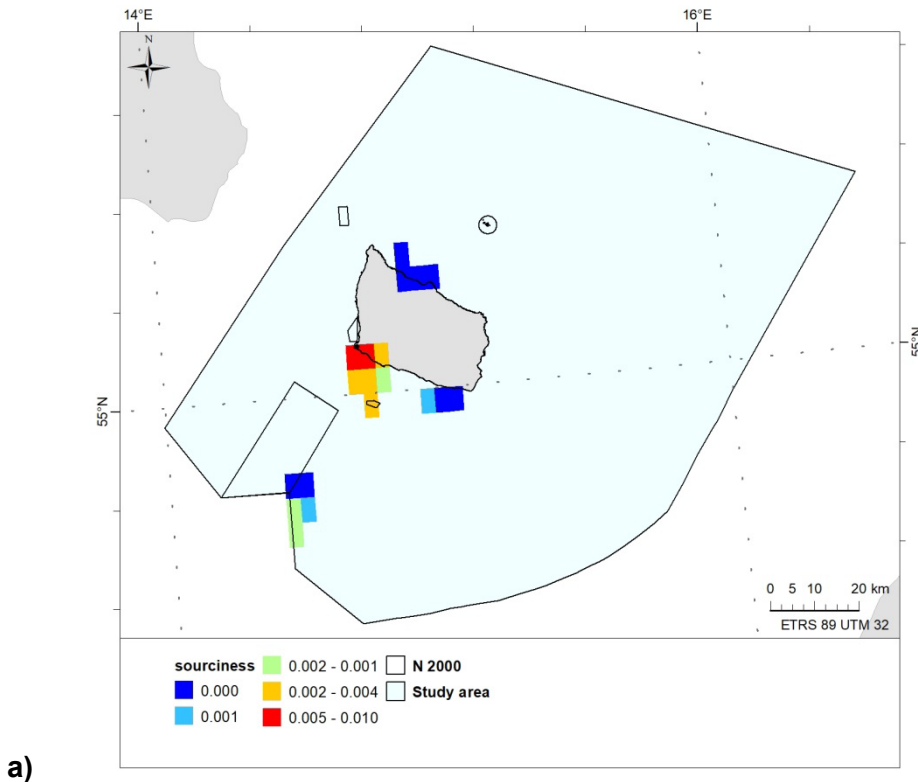 14°E 16°E
N
55°N
55°N
0 5 10 20 km
ETRS 89 UTM 32
sourciness 0.002 - 0.001 N 2000
0.000 0.002 - 0.004 Study area
0.001 0.005 - 0.010
a)